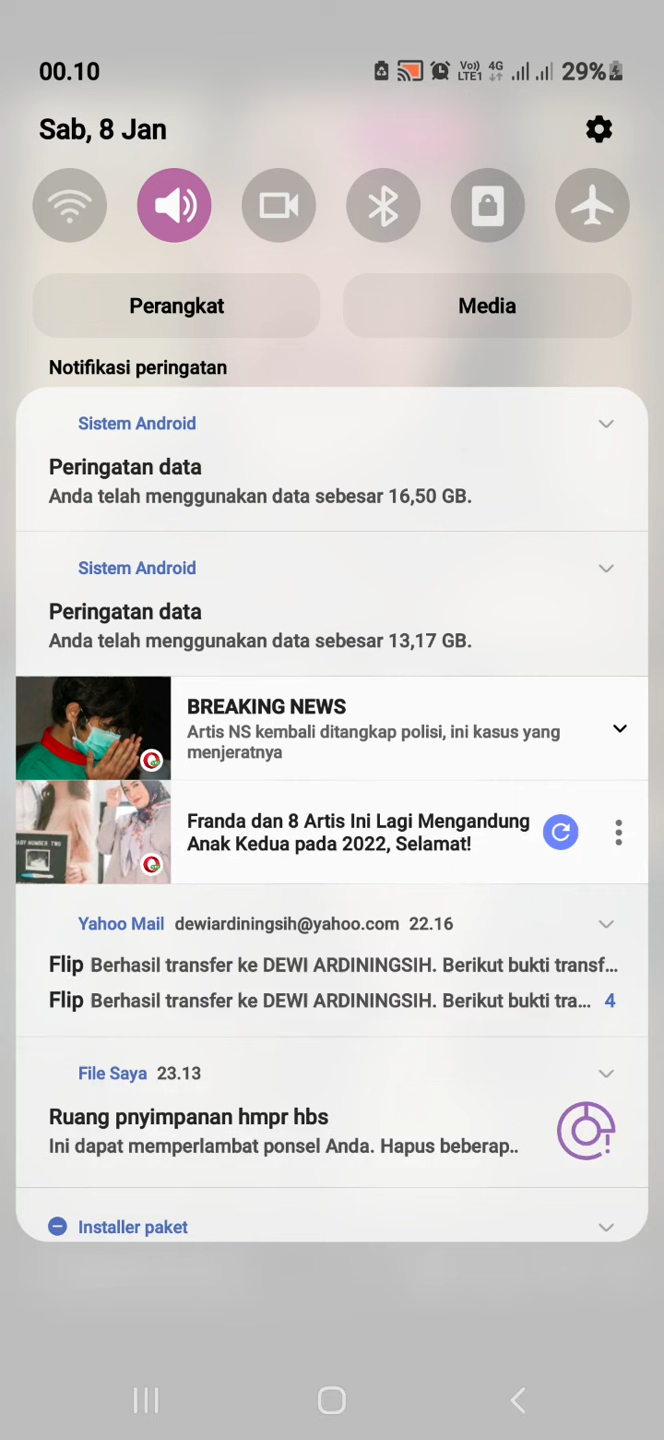 00.10
Vo)) LTE1 4G 29%
Sab, 8 Jan
Perangkat
Media
Notifikasi peringatan
Sistem Android
Peringatan data
Anda telah menggunakan data sebesar 16,50 GB.
Sistem Android
Peringatan data
Anda telah menggunakan data sebesar 13,17 GB.
BREAKING NEWS
Artis NS kembali ditangkap polisi, ini kasus yang
menjeratnya
Franda dan 8 Artis Ini Lagi Mengandung
Anak Kedua pada 2022, Selamat!
Yahoo Mail dewiardiningsih@yahoo.com 22.16
Flip Berhasil transfer ke DEWI ARDININGSIH. Berikut bukti transf...
Flip Berhasil transfer ke DEWI ARDININGSIH. Berikut bukti tra... 4
File Saya 23.13
Ruang pnyimpanan hmpr hbs
Ini dapat memperlambat ponsel Anda. Hapus beberap..
Installer paket